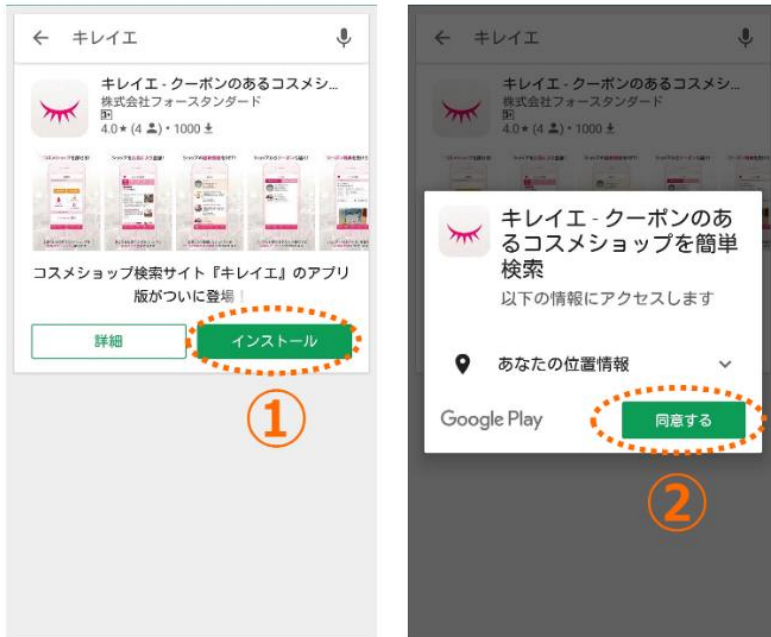 キレイエ
キレイエ - クーポンのあるコスメシ...
株式会社フォースタンダード
3+
4.0★ (4 ) • 1000
コスメショップ検索サイト『キレイエ』のアプリ
版がついに登場!
詳細
インストール
①
キレイエ
キレイエ - クーポンのあるコスメシ...
株式会社フォースタンダード
3+
4.0★ (4 ) • 1000
キレイエ - クーポンのあ
るコスメショップを簡単
検索
以下の情報にアクセスします
あなたの位置情報
Google Play
同意する
②